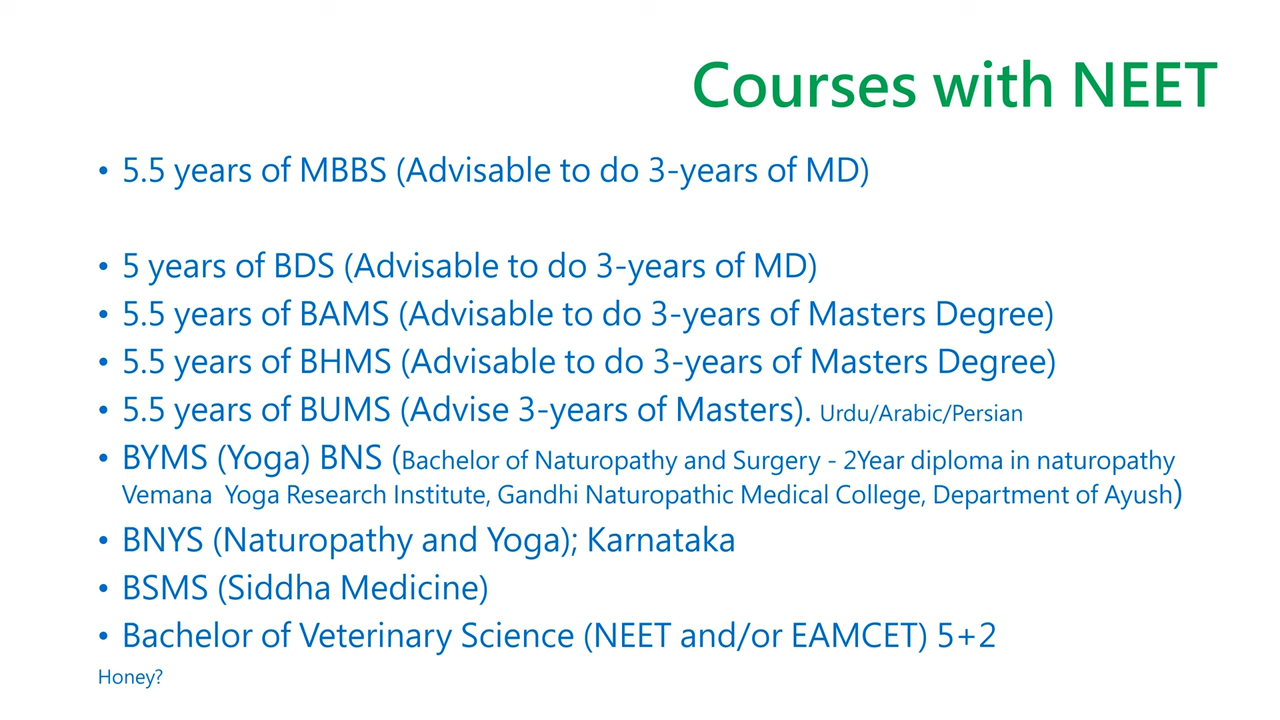 Courses with NEET
• 5.5 years of MBBS (Advisable to do 3-years of MD)
• 5 years of BDS (Advisable to do 3-years of MD)
• 5.5 years of BAMS (Advisable to do 3-years of Masters Degree)
• 5.5 years of BHMS (Advisable to do 3-years of Masters Degree)
• 5.5 years of BUMS (Advise 3-years of Masters). Urdu/Arabic/Persian
• BYMS (Yoga) BNS (Bachelor of Naturopathy and Surgery - 2Year diploma in naturopathy
Vemana Yoga Research Institute, Gandhi Naturopathic Medical College, Department of Ayush)
• BNYS (Naturopathy and Yoga); Karnataka
• BSMS (Siddha Medicine)
• Bachelor of Veterinary Science (NEET and/or EAMCET) 5+2
Honey?